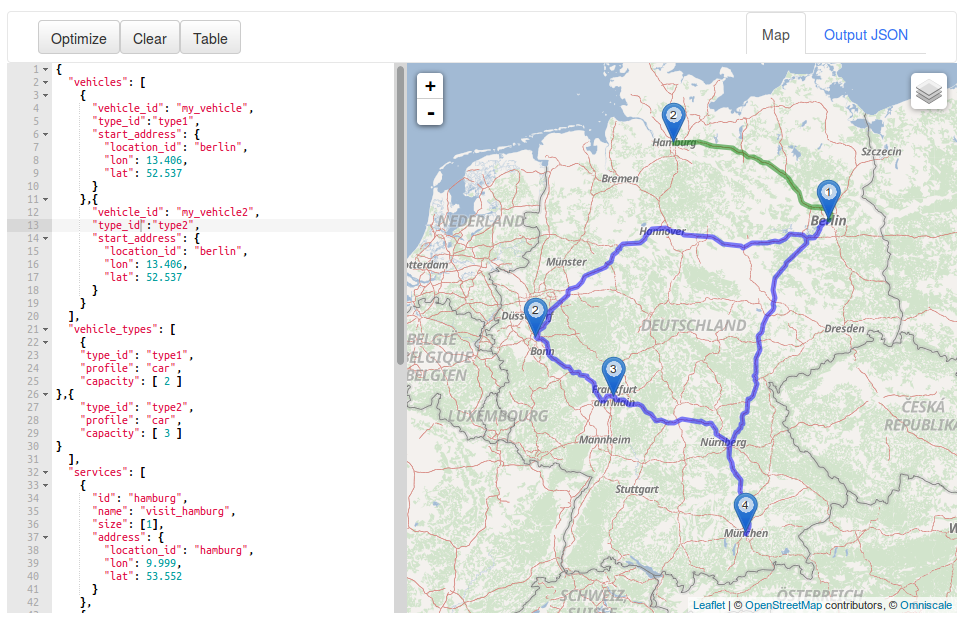 Optimize Clear Table
Map Output JSON
1 {
2 "vehicles": [
3 {
4 "vehicle_id": "my_vehicle",
5 "type_id":"type1",
6 "start_address": {
7 "location_id": "berlin",
8 "lon": 13.406,
9 "lat": 52.537
10 }
11 },{
12 "vehicle_id": "my_vehicle2",
13 "type_id":"type2",
14 "start_address": {
15 "location_id": "berlin",
16 "lon": 13.406,
17 "lat": 52.537
18 }
19 }
20 ],
21 "vehicle_types": [
22 {
23 "type_id": "type1",
24 "profile": "car",
25 "capacity": [ 2 ]
26 },{
27 "type_id": "type2",
28 "profile": "car",
29 "capacity": [ 3 ]
30 }
31 ],
32 "services": [
33 {
34 "id": "hamburg",
35 "name": "visit_hamburg",
36 "size": [1],
37 "address": {
38 "location_id": "hamburg",
39 "lon": 9.999,
40 "lat": 53.552
41 }
42 },
+
-
2
Hamburg
Szczecin
Bremen
1
Berlin
NEDERLAND
Hannover
otterdam
Münster
2
DEUTSCHLAND
Dresden
BELGIE
BELGIQUE
BELGIEN
Bonn
3
Frankfurt
am Main
LUXEMBOURG
ČESKÁ
REPUBLIKA
Mannheim
Nürnberg
Stuttgart
4
München
SCHWEIZ,
SUISSE
ÖSTERREICH
Leaflet | © OpenStreetMap contributors, © Omniscale